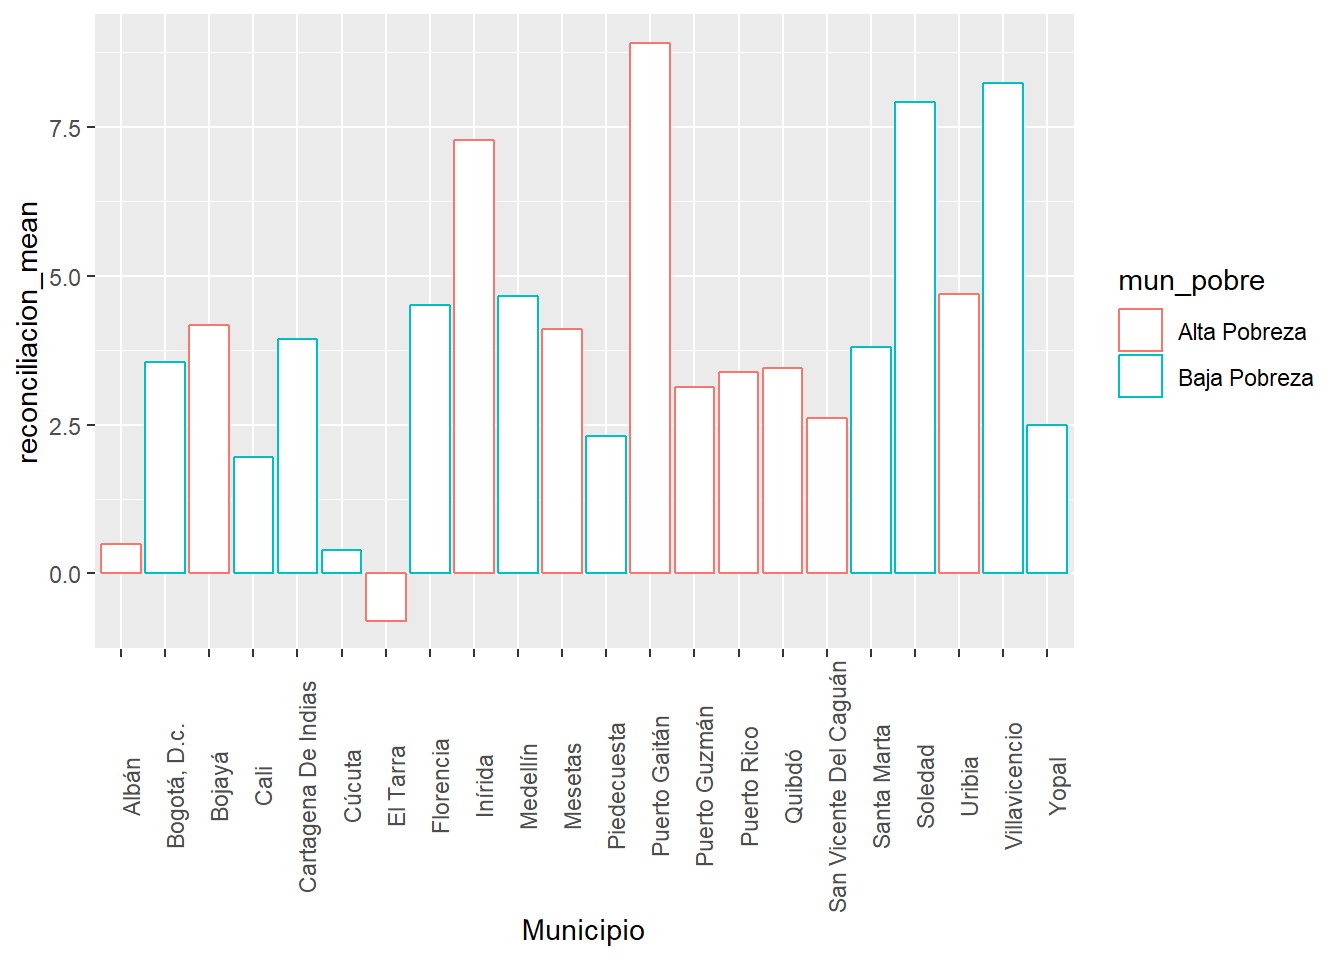 reconciliacion_mean
7.5
5.0
2.5
0.0
Albán
Bogotá, D.c.
Bojayá
Cali
Cartagena De Indias
Cúcuta
El Tarra
Florencia
Inírida
Medellín
Mesetas
Piedecuesta
Puerto Gaitán
Puerto Guzmán
Puerto Rico
Quibdó
San Vicente Del Caguán
Santa Marta
Soledad
Uribia
Villavicencio
Yopal
Municipio
mun_pobre
Alta Pobreza
Baja Pobreza